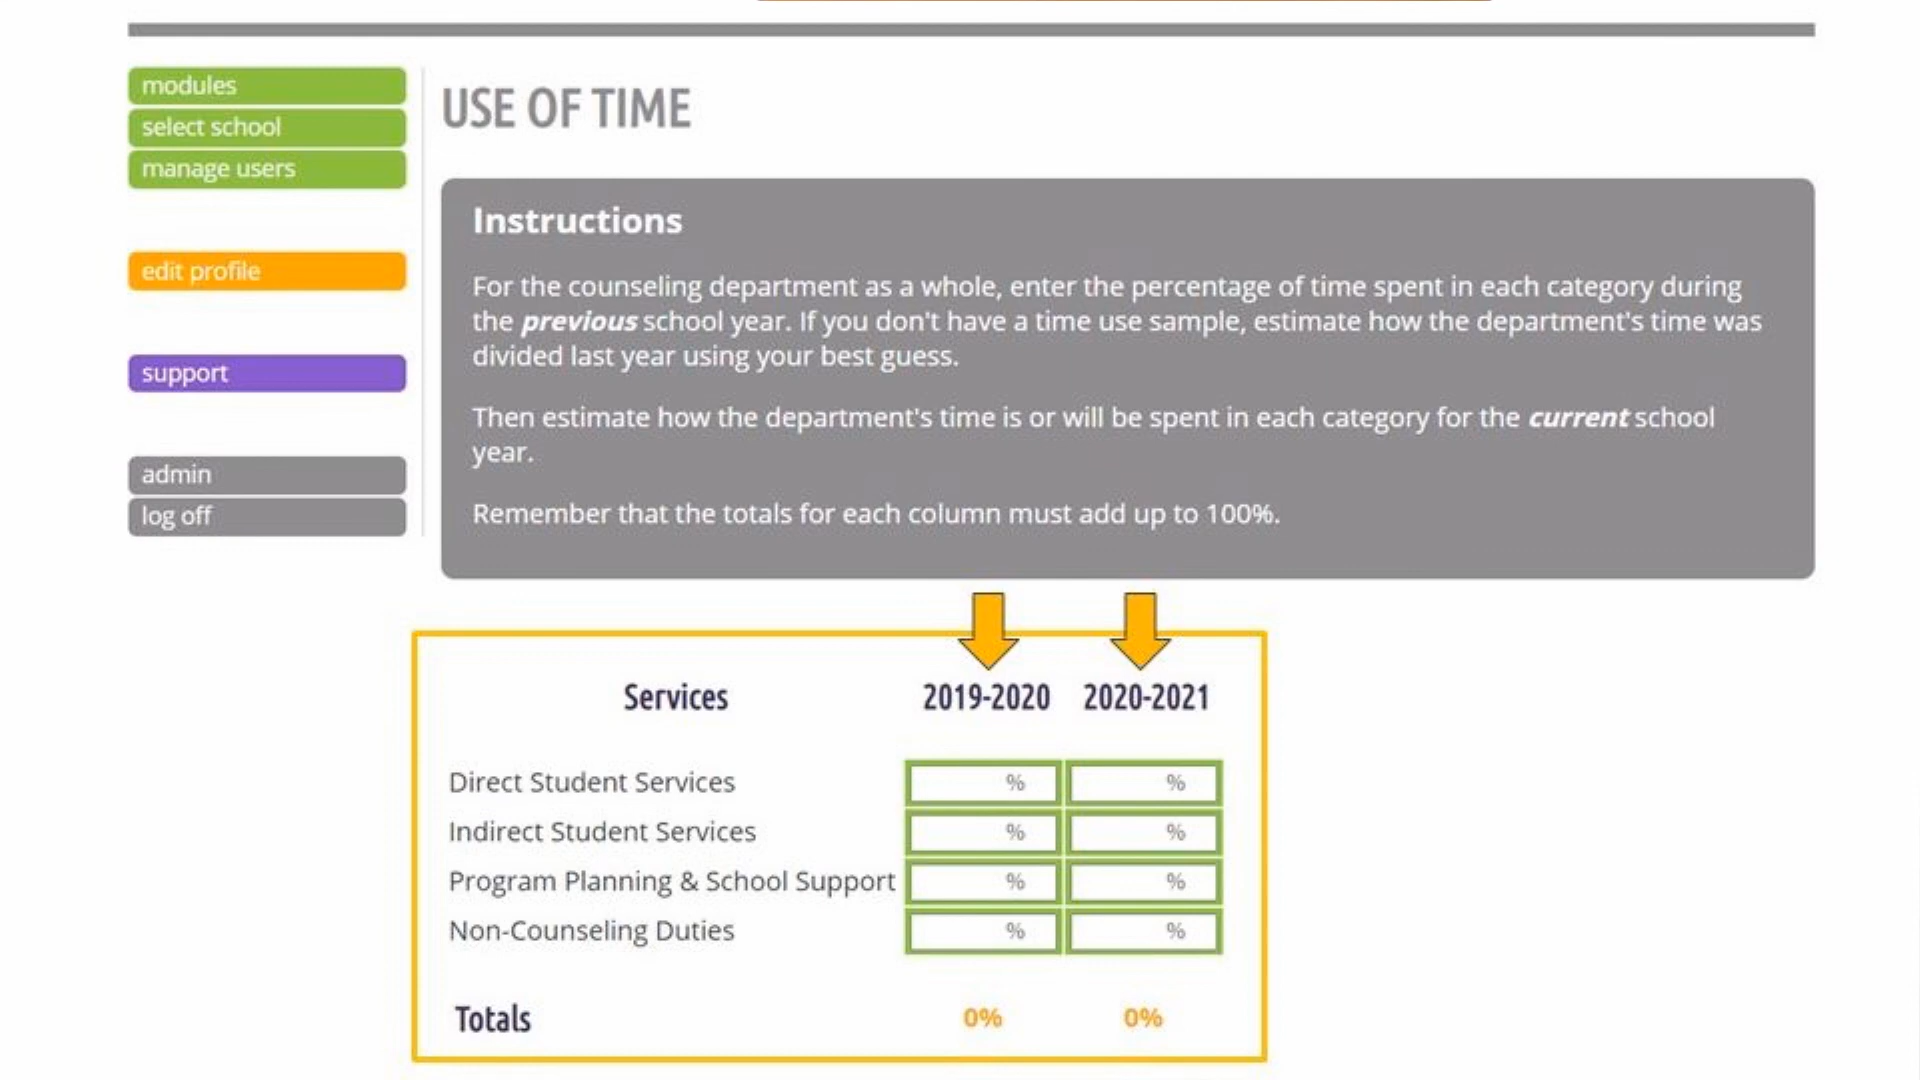 modules
select school
manage users
edit profile
support
admin
log off
USE OF TIME
Instructions
For the counseling department as a whole, enter the percentage of time spent in each category during
the previous school year. If you don't have a time use sample, estimate how the department's time was
divided last year using your best guess.
Then estimate how the department's time is or will be spent in each category for the current school
year.
Remember that the totals for each column must add up to 100%.
Services 2019-2020 2020-2021
Direct Student Services % %
Indirect Student Services % %
Program Planning & School Support % %
Non-Counseling Duties % %
Totals 0% 0%